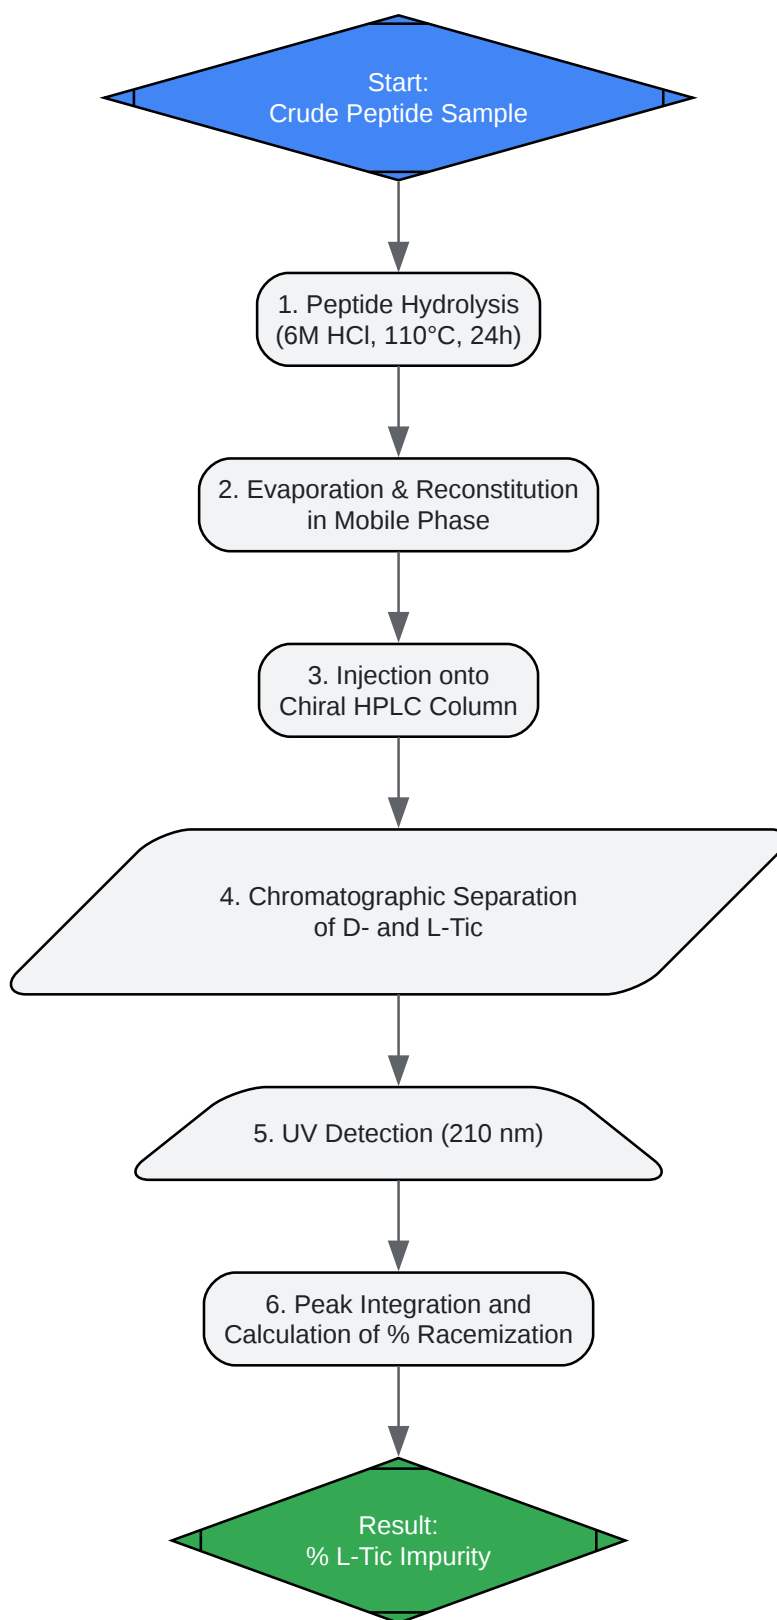 Start:
Crude Peptide Sample
1. Peptide Hydrolysis
(6M HCl, 110°C, 24h)
2. Evaporation & Reconstitution
in Mobile Phase
3. Injection onto
Chiral HPLC Column
4. Chromatographic Separation
of D- and L-Tic
5. UV Detection (210 nm)
6. Peak Integration and
Calculation of % Racemization
Result:
% L-Tic Impurity